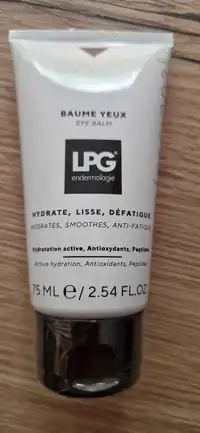 BAUME YEUX
EYE BALM
LPG
endermologie
HYDRATE, LISSE, DÉFATIGUE
HYDRATES, SMOOTHES, ANTI-FATIGUE
Hydratation active, Antioxydants, Peptides
Active hydration, Antioxidants, Peptides
75 ML ℮ / 2.54 FL.OZ